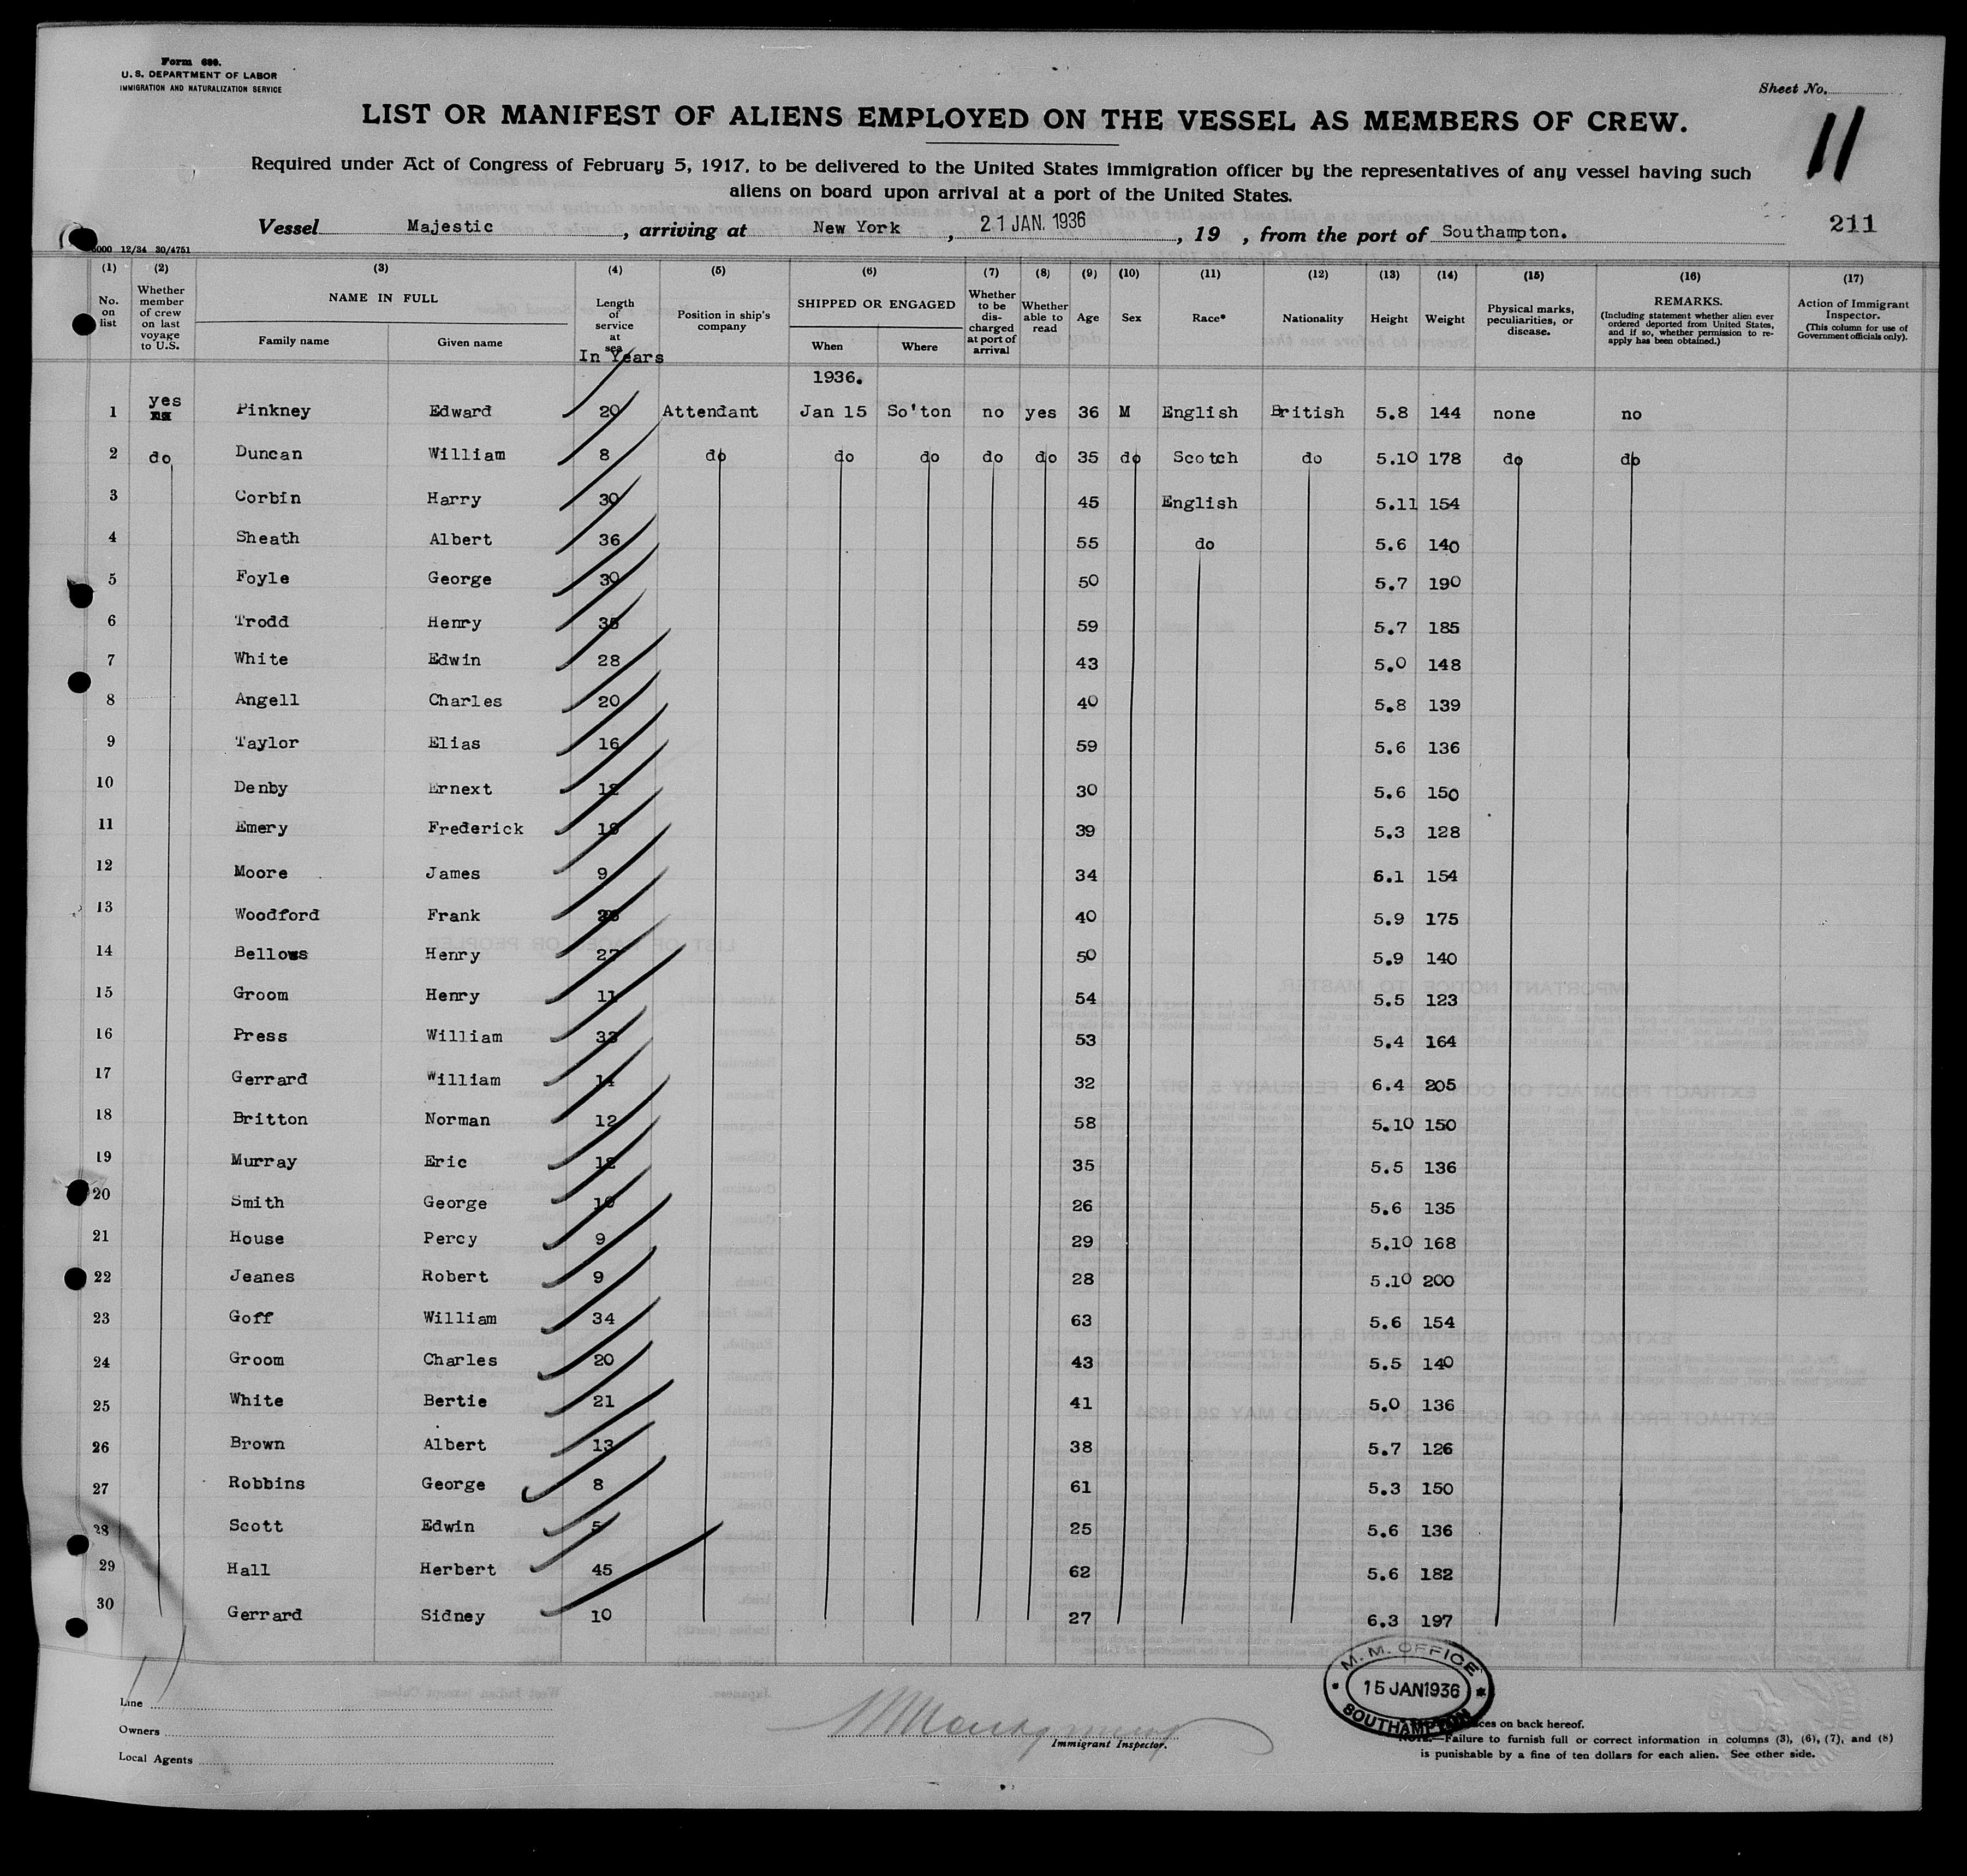 Form 680.
U. S. DEPARTMENT OF LABOR
IMMIGRATION AND NATURALIZATION SERVICE
Sheet No.
LIST OR MANIFEST OF ALIENS EMPLOYED ON THE VESSEL AS MEMBERS OF CREW.
11
Required under Act of Congress of February 5, 1917, to be delivered to the United States immigration officer by the representatives of any vessel having such
aliens on board upon arrival at a port of the United States.
Vessel Majestic, arriving at New York, 21 JAN. 1936, 19 , from the port of Southampton.
211
5000 12/34 30/4751
(1) (2) (3) (4) (5) (6) (7) (8) (9) (10) (11) (12) (13) (14) (15) (16) (17)
No. on list
Whether member of crew on last voyage to U.S.
NAME IN FULL
Family name Given name
Length of service at sea
In Years
Position in ship's company
SHIPPED OR ENGAGED
When Where
Whether to be discharged at port of arrival
Whether able to read
Age Sex Race* Nationality Height Weight
Physical marks, peculiarities, or disease.
REMARKS.
(Including statement whether alien ever ordered deported from United States, and if so, whether permission to re-apply has been obtained.)
Action of Immigrant Inspector.
(This column for use of Government officials only).
1936.
1 yes Pinkney Edward 20 Attendant Jan 15 So'ton no yes 36 M English British 5.8 144 none no
2 do Duncan William 8 do do do do do 35 do Scotch do 5.10 178 do do
3 Corbin Harry 30 45 English 5.11 154
4 Sheath Albert 36 55 do 5.6 140
5 Foyle George 30 50 5.7 190
6 Trodd Henry 59 5.7 185
7 White Edwin 28 43 5.0 148
8 Angell Charles 20 40 5.8 139
9 Taylor Elias 16 59 5.6 136
10 Denby Ernext 12 30 5.6 150
11 Emery Frederick 39 5.3 128
12 Moore James 9 34 6.1 154
13 Woodford Frank 40 5.9 175
14 Bellows Henry 50 5.9 140
15 Groom Henry 11 54 5.5 123
16 Press William 33 53 5.4 164
17 Gerrard William 14 32 6.4 205
18 Britton Norman 12 58 5.10 150
19 Murray Eric 35 5.5 136
20 Smith George 26 5.6 135
21 House Percy 9 29 5.10 168
22 Jeanes Robert 9 28 5.10 200
23 Goff William 34 63 5.6 154
24 Groom Charles 20 43 5.5 140
25 White Bertie 21 41 5.0 136
26 Brown Albert 13 38 5.7 126
27 Robbins George 8 61 5.3 150
28 Scott Edwin 5 25 5.6 136
29 Hall Herbert 45 62 5.6 182
30 Gerrard Sidney 10 27 6.3 197
M. M. OFFICE
15 JAN 1936
SOUTHAMPTON
Line
Owners
Local Agents
Immigrant Inspector.
on back hereof.
NOTE.—Failure to furnish full or correct information in columns (3), (6), (7), and (8)
is punishable by a fine of ten dollars for each alien. See other side.